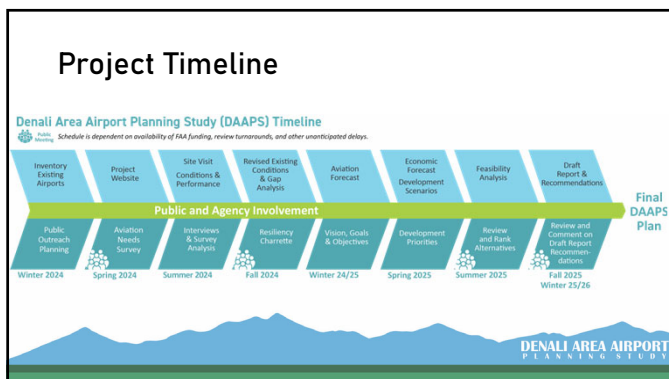 Project Timeline
Denali Area Airport Planning Study (DAAPS) Timeline
Public
Meeting
Schedule is dependent on availability of FAA funding, review turnarounds, and other unanticipated delays.
Inventory
Existing
Airports
Project
Website
Site Visit
Conditions &
Performance
Revised Existing
Conditions
& Gap
Analysis
Aviation
Forecast
Economic
Forecast
Development
Scenarios
Feasibility
Analysis
Draft
Report &
Recommendations
Public and Agency Involvement
Final
DAAPS
Plan
Public
Outreach
Planning
Aviation
Needs
Survey
Interviews
& Survey
Analysis
Resiliency
Charrette
Vision, Goals
& Objectives
Development
Priorities
Review
and Rank
Alternatives
Review and
Comment on
Draft Report
Recommen-
dations
Winter 2024
Spring 2024
Summer 2024
Fall 2024
Winter 24/25
Spring 2025
Summer 2025
Fall 2025
Winter 25/26
DENALI AREA AIRPORT
PLANNING STUDY